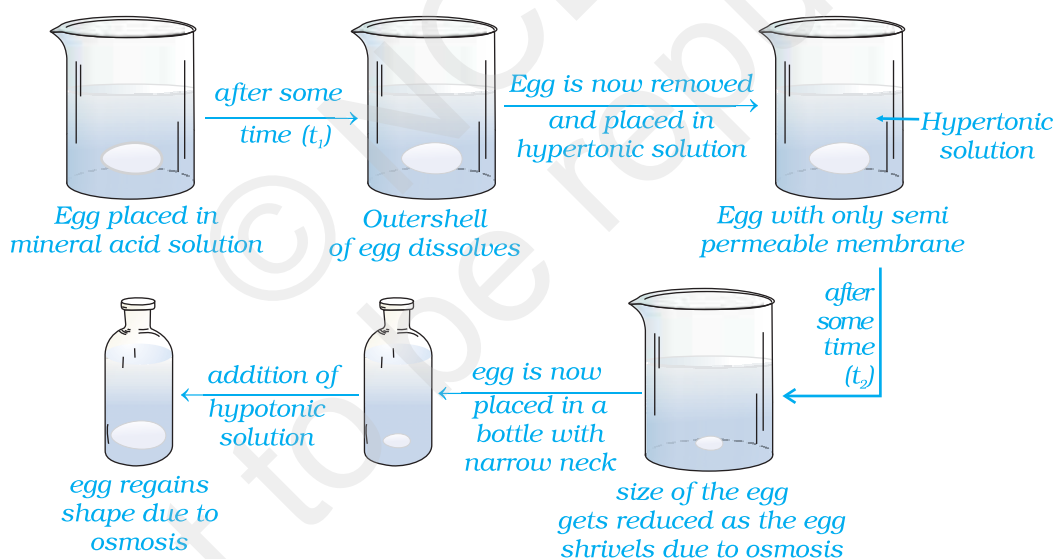 after some
time (t₁)
Egg is now removed
and placed in
hypertonic solution
Hypertonic
solution
Egg placed in
mineral acid solution
Outershell
of egg dissolves
Egg with only semi
permeable membrane
after
some
time
(t₂)
egg is now
placed in a
bottle with
narrow neck
addition of
hypotonic
solution
egg regains
shape due to
osmosis
size of the egg
gets reduced as the egg
shrivels due to osmosis